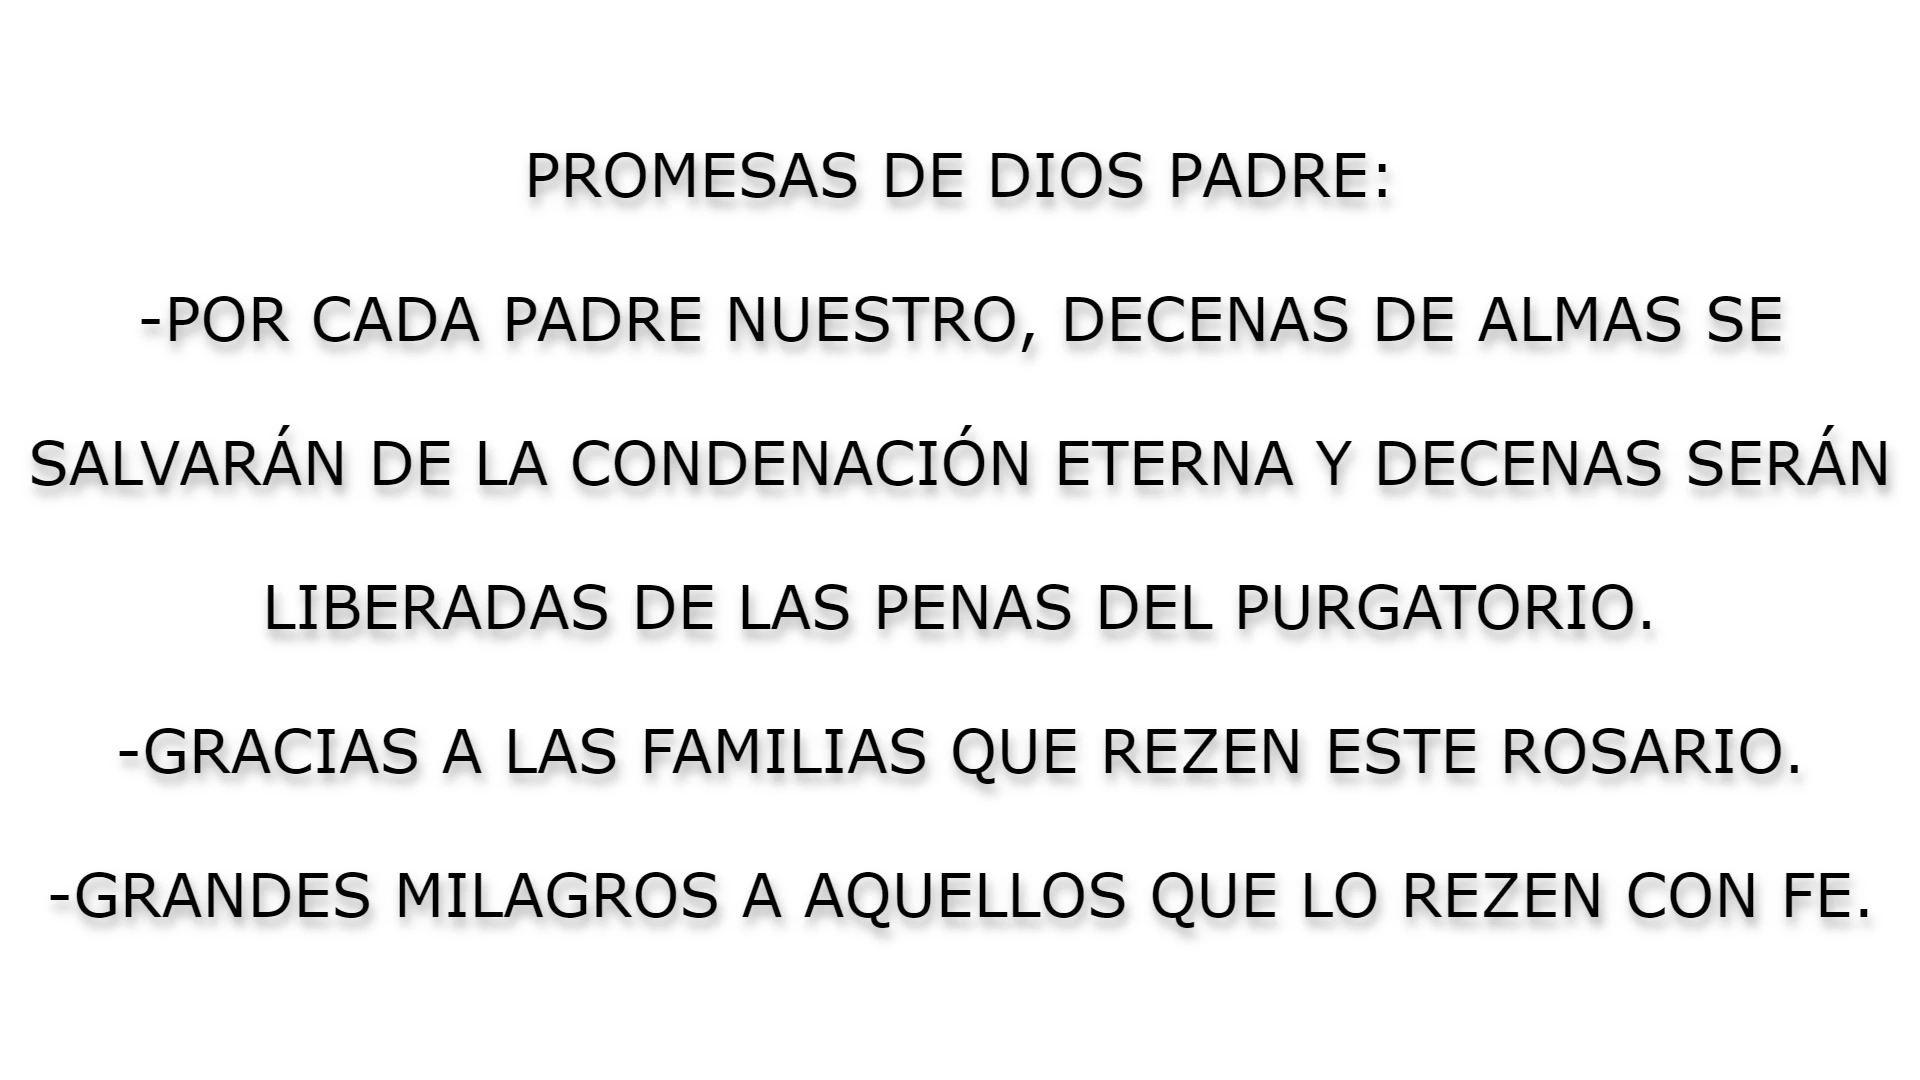 PROMESAS DE DIOS PADRE:
-POR CADA PADRE NUESTRO, DECENAS DE ALMAS SE
SALVARÁN DE LA CONDENACIÓN ETERNA Y DECENAS SERÁN
LIBERADAS DE LAS PENAS DEL PURGATORIO.
-GRACIAS A LAS FAMILIAS QUE REZEN ESTE ROSARIO.
-GRANDES MILAGROS A AQUELLOS QUE LO REZEN CON FE.